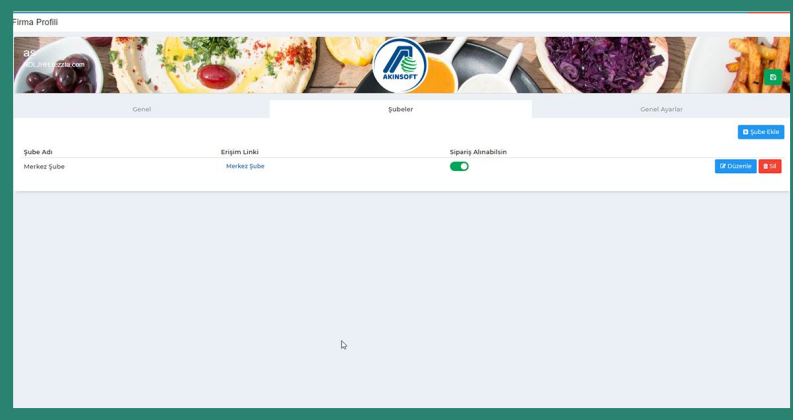 Firma Profili
AKINSOFT
Genel
Şubeler
Genel Ayarlar
Şube Ekle
Şube Adı Erişim Linki Sipariş Alınabilsin
Merkez Şube Merkez Şube Düzenle Sil